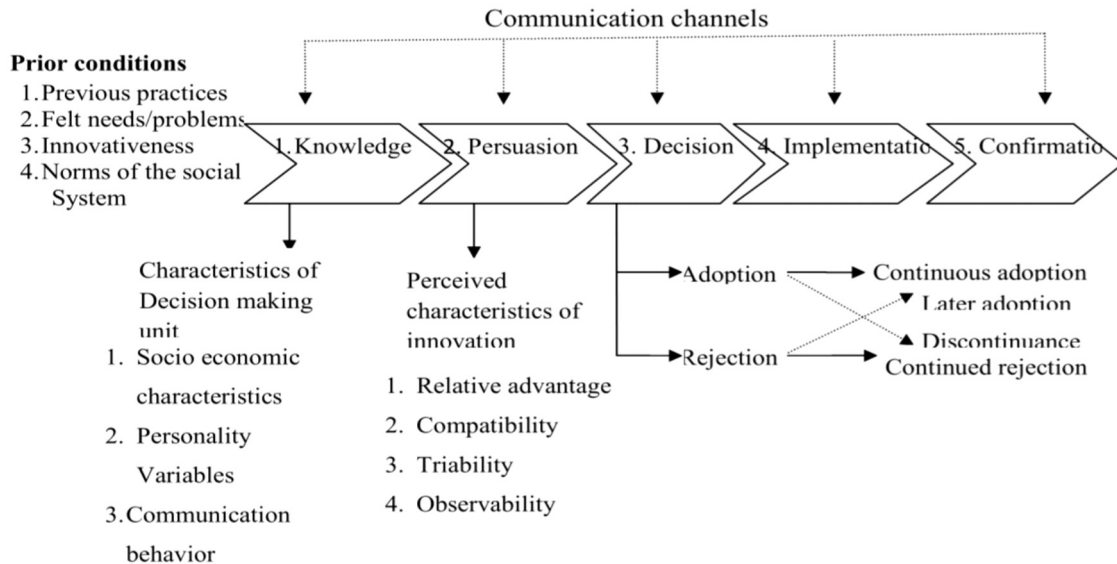 Communication channels
Prior conditions
1. Previous practices
2. Felt needs/problems
3. Innovativeness
4. Norms of the social
System
1. Knowledge
2. Persuasion
3. Decision
4. Implementatio
5. Confirmatio
Characteristics of
Decision making
unit
1. Socio economic
characteristics
2. Personality
Variables
3. Communication
behavior
Perceived
characteristics of
innovation
1. Relative advantage
2. Compatibility
3. Triability
4. Observability
Adoption
Rejection
Continuous adoption
Later adoption
Discontinuance
Continued rejection